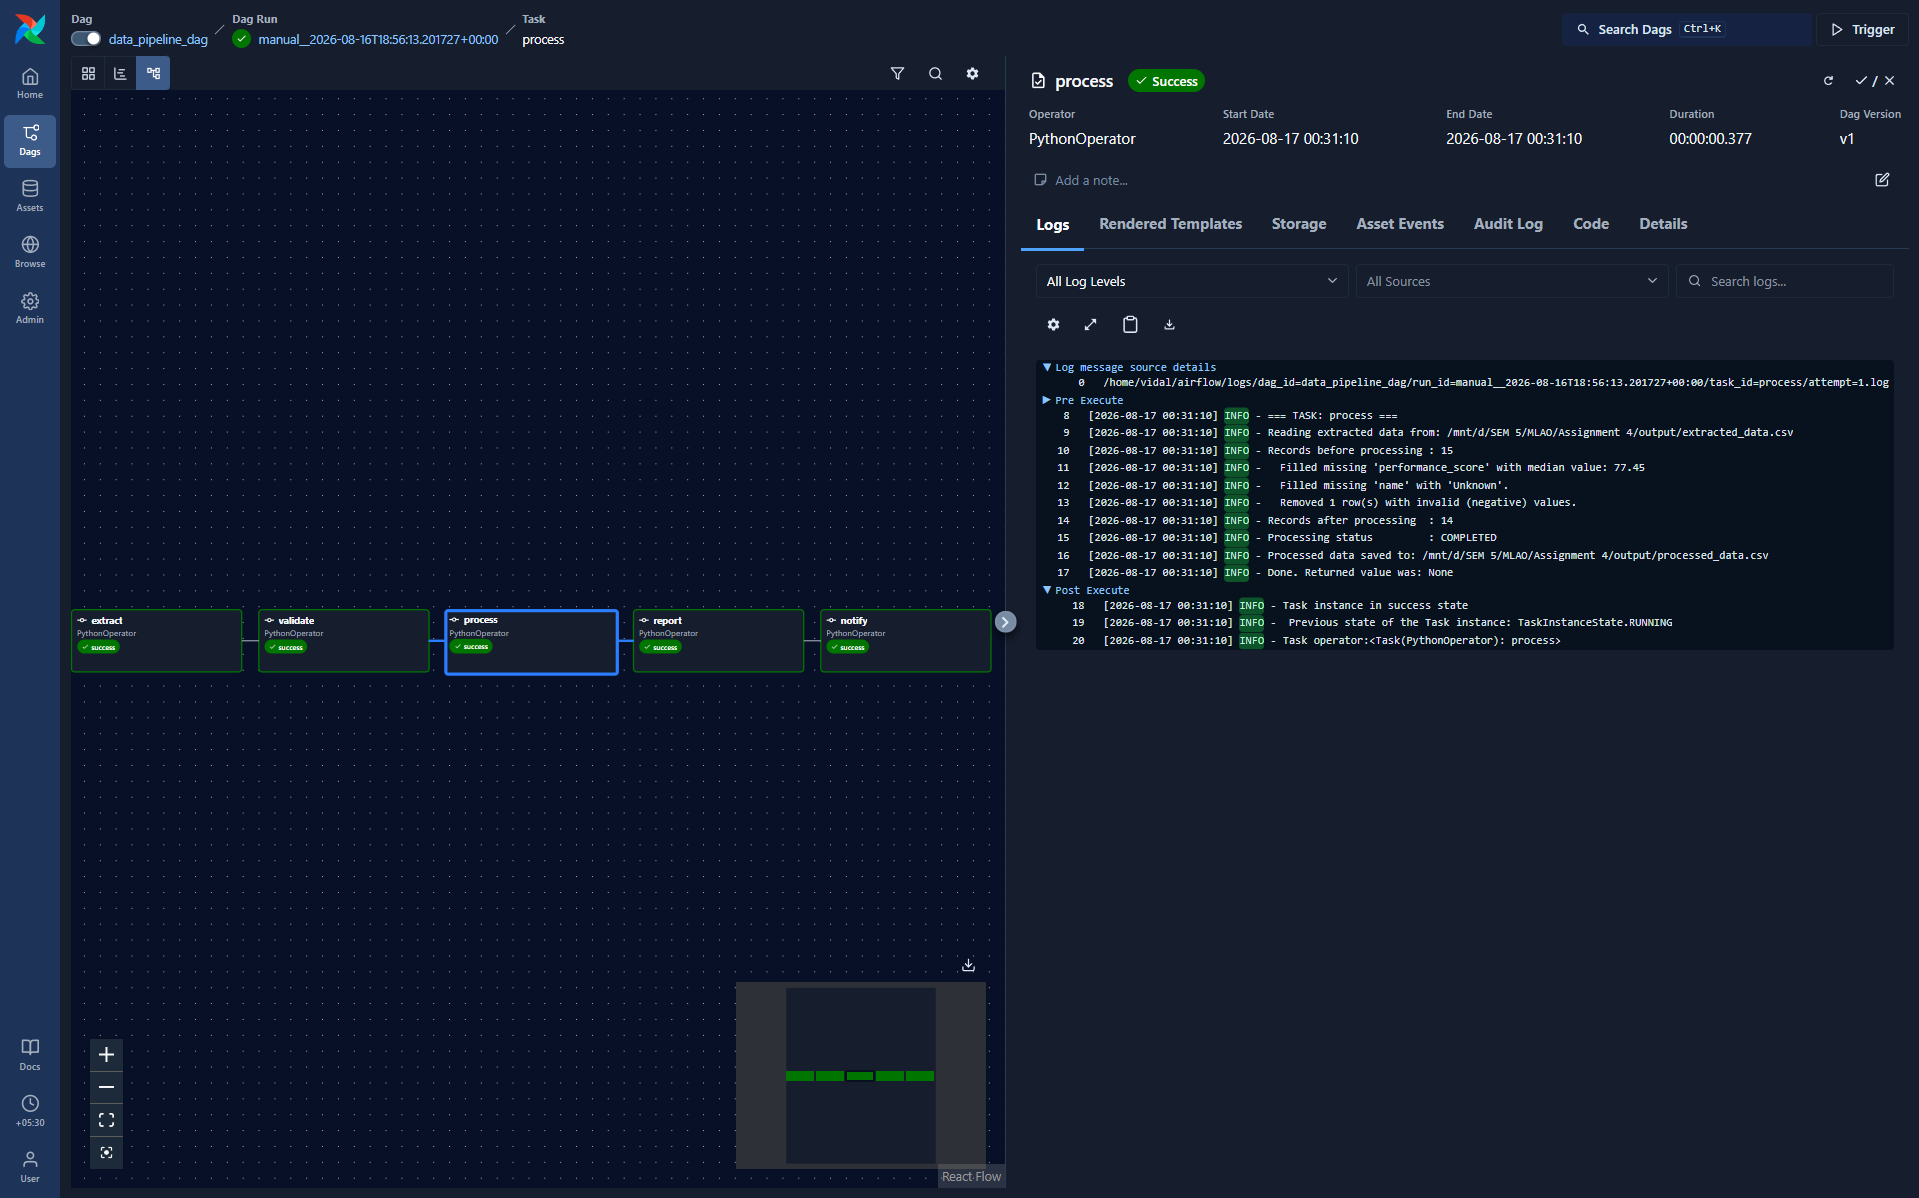 Dag
data_pipeline_dag
Dag Run
manual__2026-08-16T18:56:13.201727+00:00
Task
process
Search Dags Ctrl+K
Trigger
Home
Dags
Assets
Browse
Admin
Docs
+05:30
User
extract
PythonOperator
success
validate
PythonOperator
success
process
PythonOperator
success
report
PythonOperator
success
notify
PythonOperator
success
React Flow
process Success
Operator Start Date End Date Duration Dag Version
PythonOperator 2026-08-17 00:31:10 2026-08-17 00:31:10 00:00:00.377 v1
Add a note...
Logs Rendered Templates Storage Asset Events Audit Log Code Details
All Log Levels All Sources Search logs...
Log message source details
0 /home/vidal/airflow/logs/dag_id=data_pipeline_dag/run_id=manual__2026-08-16T18:56:13.201727+00:00/task_id=process/attempt=1.log
Pre Execute
8 [2026-08-17 00:31:10] INFO - === TASK: process ===
9 [2026-08-17 00:31:10] INFO - Reading extracted data from: /mnt/d/SEM 5/MLAO/Assignment 4/output/extracted_data.csv
10 [2026-08-17 00:31:10] INFO - Records before processing : 15
11 [2026-08-17 00:31:10] INFO - Filled missing 'performance_score' with median value: 77.45
12 [2026-08-17 00:31:10] INFO - Filled missing 'name' with 'Unknown'.
13 [2026-08-17 00:31:10] INFO - Removed 1 row(s) with invalid (negative) values.
14 [2026-08-17 00:31:10] INFO - Records after processing : 14
15 [2026-08-17 00:31:10] INFO - Processing status : COMPLETED
16 [2026-08-17 00:31:10] INFO - Processed data saved to: /mnt/d/SEM 5/MLAO/Assignment 4/output/processed_data.csv
17 [2026-08-17 00:31:10] INFO - Done. Returned value was: None
Post Execute
18 [2026-08-17 00:31:10] INFO - Task instance in success state
19 [2026-08-17 00:31:10] INFO - Previous state of the Task instance: TaskInstanceState.RUNNING
20 [2026-08-17 00:31:10] INFO - Task operator:<Task(PythonOperator): process>